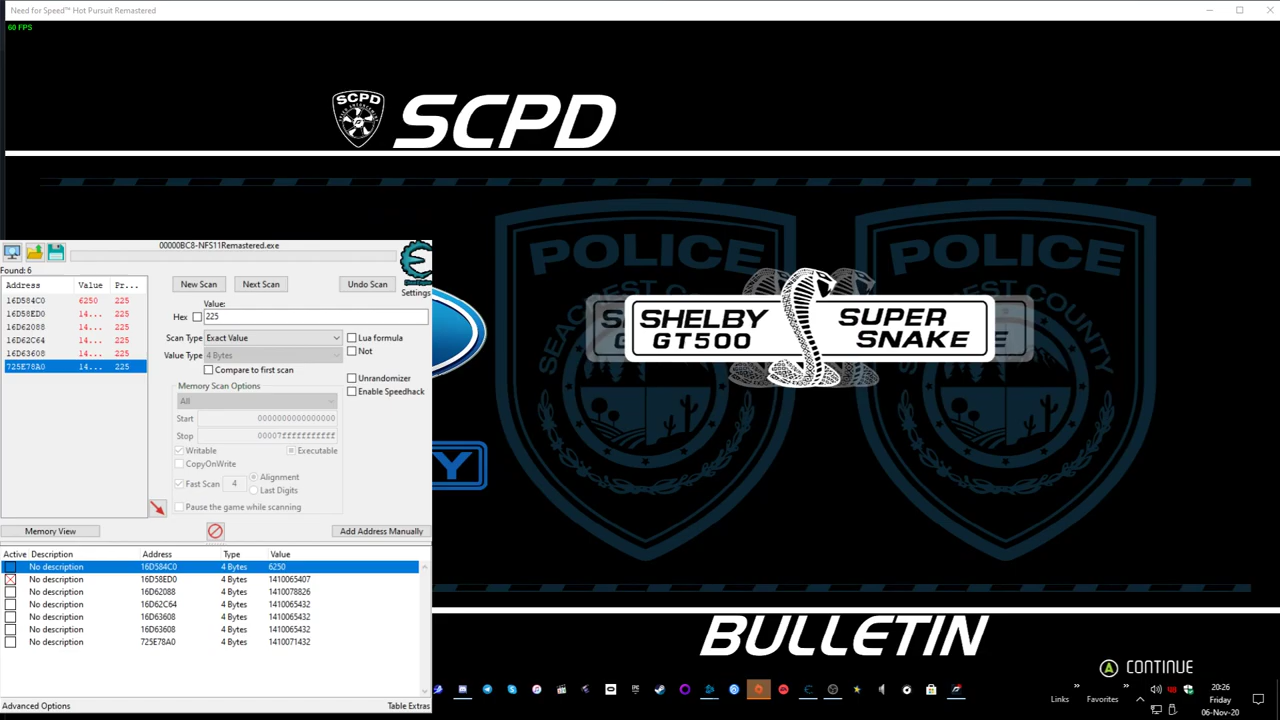 Need for Speed™ Hot Pursuit Remastered
60 FPS
SCPD
SCPD
POLICE
POLICE
SEACREST COUNTY
SHELBY GT500
SUPER SNAKE
BULLETIN
A CONTINUE
00000BC8-NFS11Remastered.exe
Found: 6
Address Value Pr...
16D584C0 6250 225
16D58ED0 14... 225
16D62088 14... 225
16D62C64 14... 225
16D63608 14... 225
725E78A0 14... 225
New Scan Next Scan Undo Scan
Settings
Value:
Hex 225
Scan Type Exact Value
Lua formula
Not
Value Type 4 Bytes
Compare to first scan
Unrandomizer
Enable Speedhack
Memory Scan Options
All
Start 0000000000000000
Stop 00007fffffffffff
Writable Executable
CopyOnWrite
Fast Scan 4 Alignment
Last Digits
Pause the game while scanning
Memory View Add Address Manually
Active Description Address Type Value
No description 16D584C0 4 Bytes 6250
No description 16D58ED0 4 Bytes 1410065407
No description 16D62088 4 Bytes 1410078826
No description 16D62C64 4 Bytes 1410065432
No description 16D63608 4 Bytes 1410065432
No description 16D63608 4 Bytes 1410065432
No description 725E78A0 4 Bytes 1410071432
Advanced Options Table Extras
Links » Favorites »
20:26
Friday
06-Nov-20